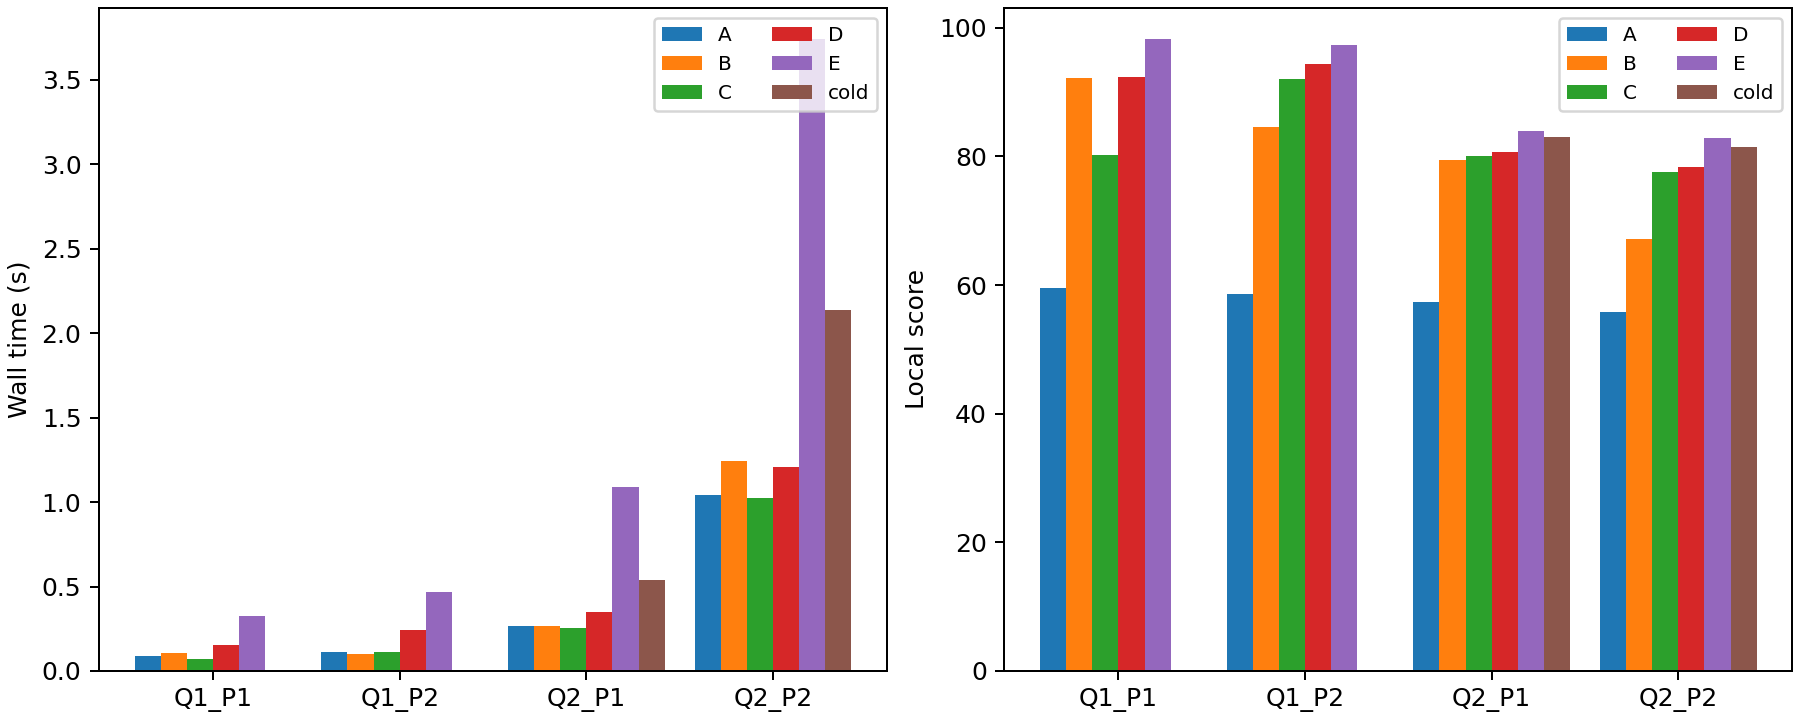 Wall time (s)
3.5
3.0
2.5
2.0
1.5
1.0
0.5
0.0
A D
B E
C cold
Q1_P1 Q1_P2 Q2_P1 Q2_P2
Local score
100
80
60
40
20
0
A D
B E
C cold
Q1_P1 Q1_P2 Q2_P1 Q2_P2